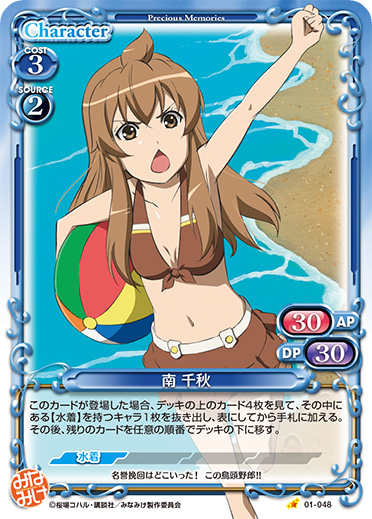 Precious Memories
Character
COST
3
SOURCE
2
30 AP
DP 30
南 千秋
このカードが登場した場合、デッキの上のカード4枚を見て、その中に
ある【水着】を持つキャラ1枚を抜き出し、表にしてから手札に加える。
その後、残りのカードを任意の順番でデッキの下に移す。
水着
名誉挽回はどこいった! この鳥頭野郎!!
みなみけ
©桜場コハル・講談社/みなみけ製作委員会
01-048